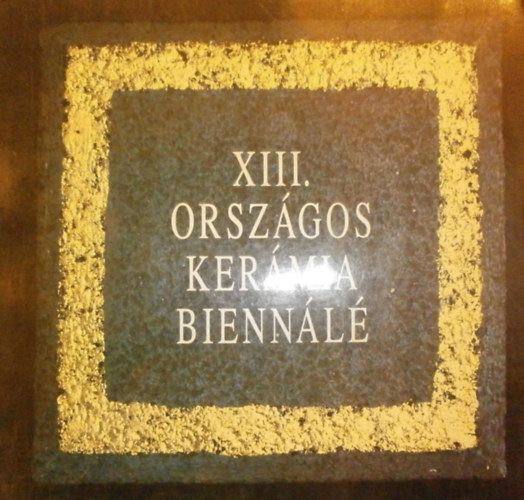 XIII.
ORSZÁGOS
KERÁMIA
BIENNÁLÉ